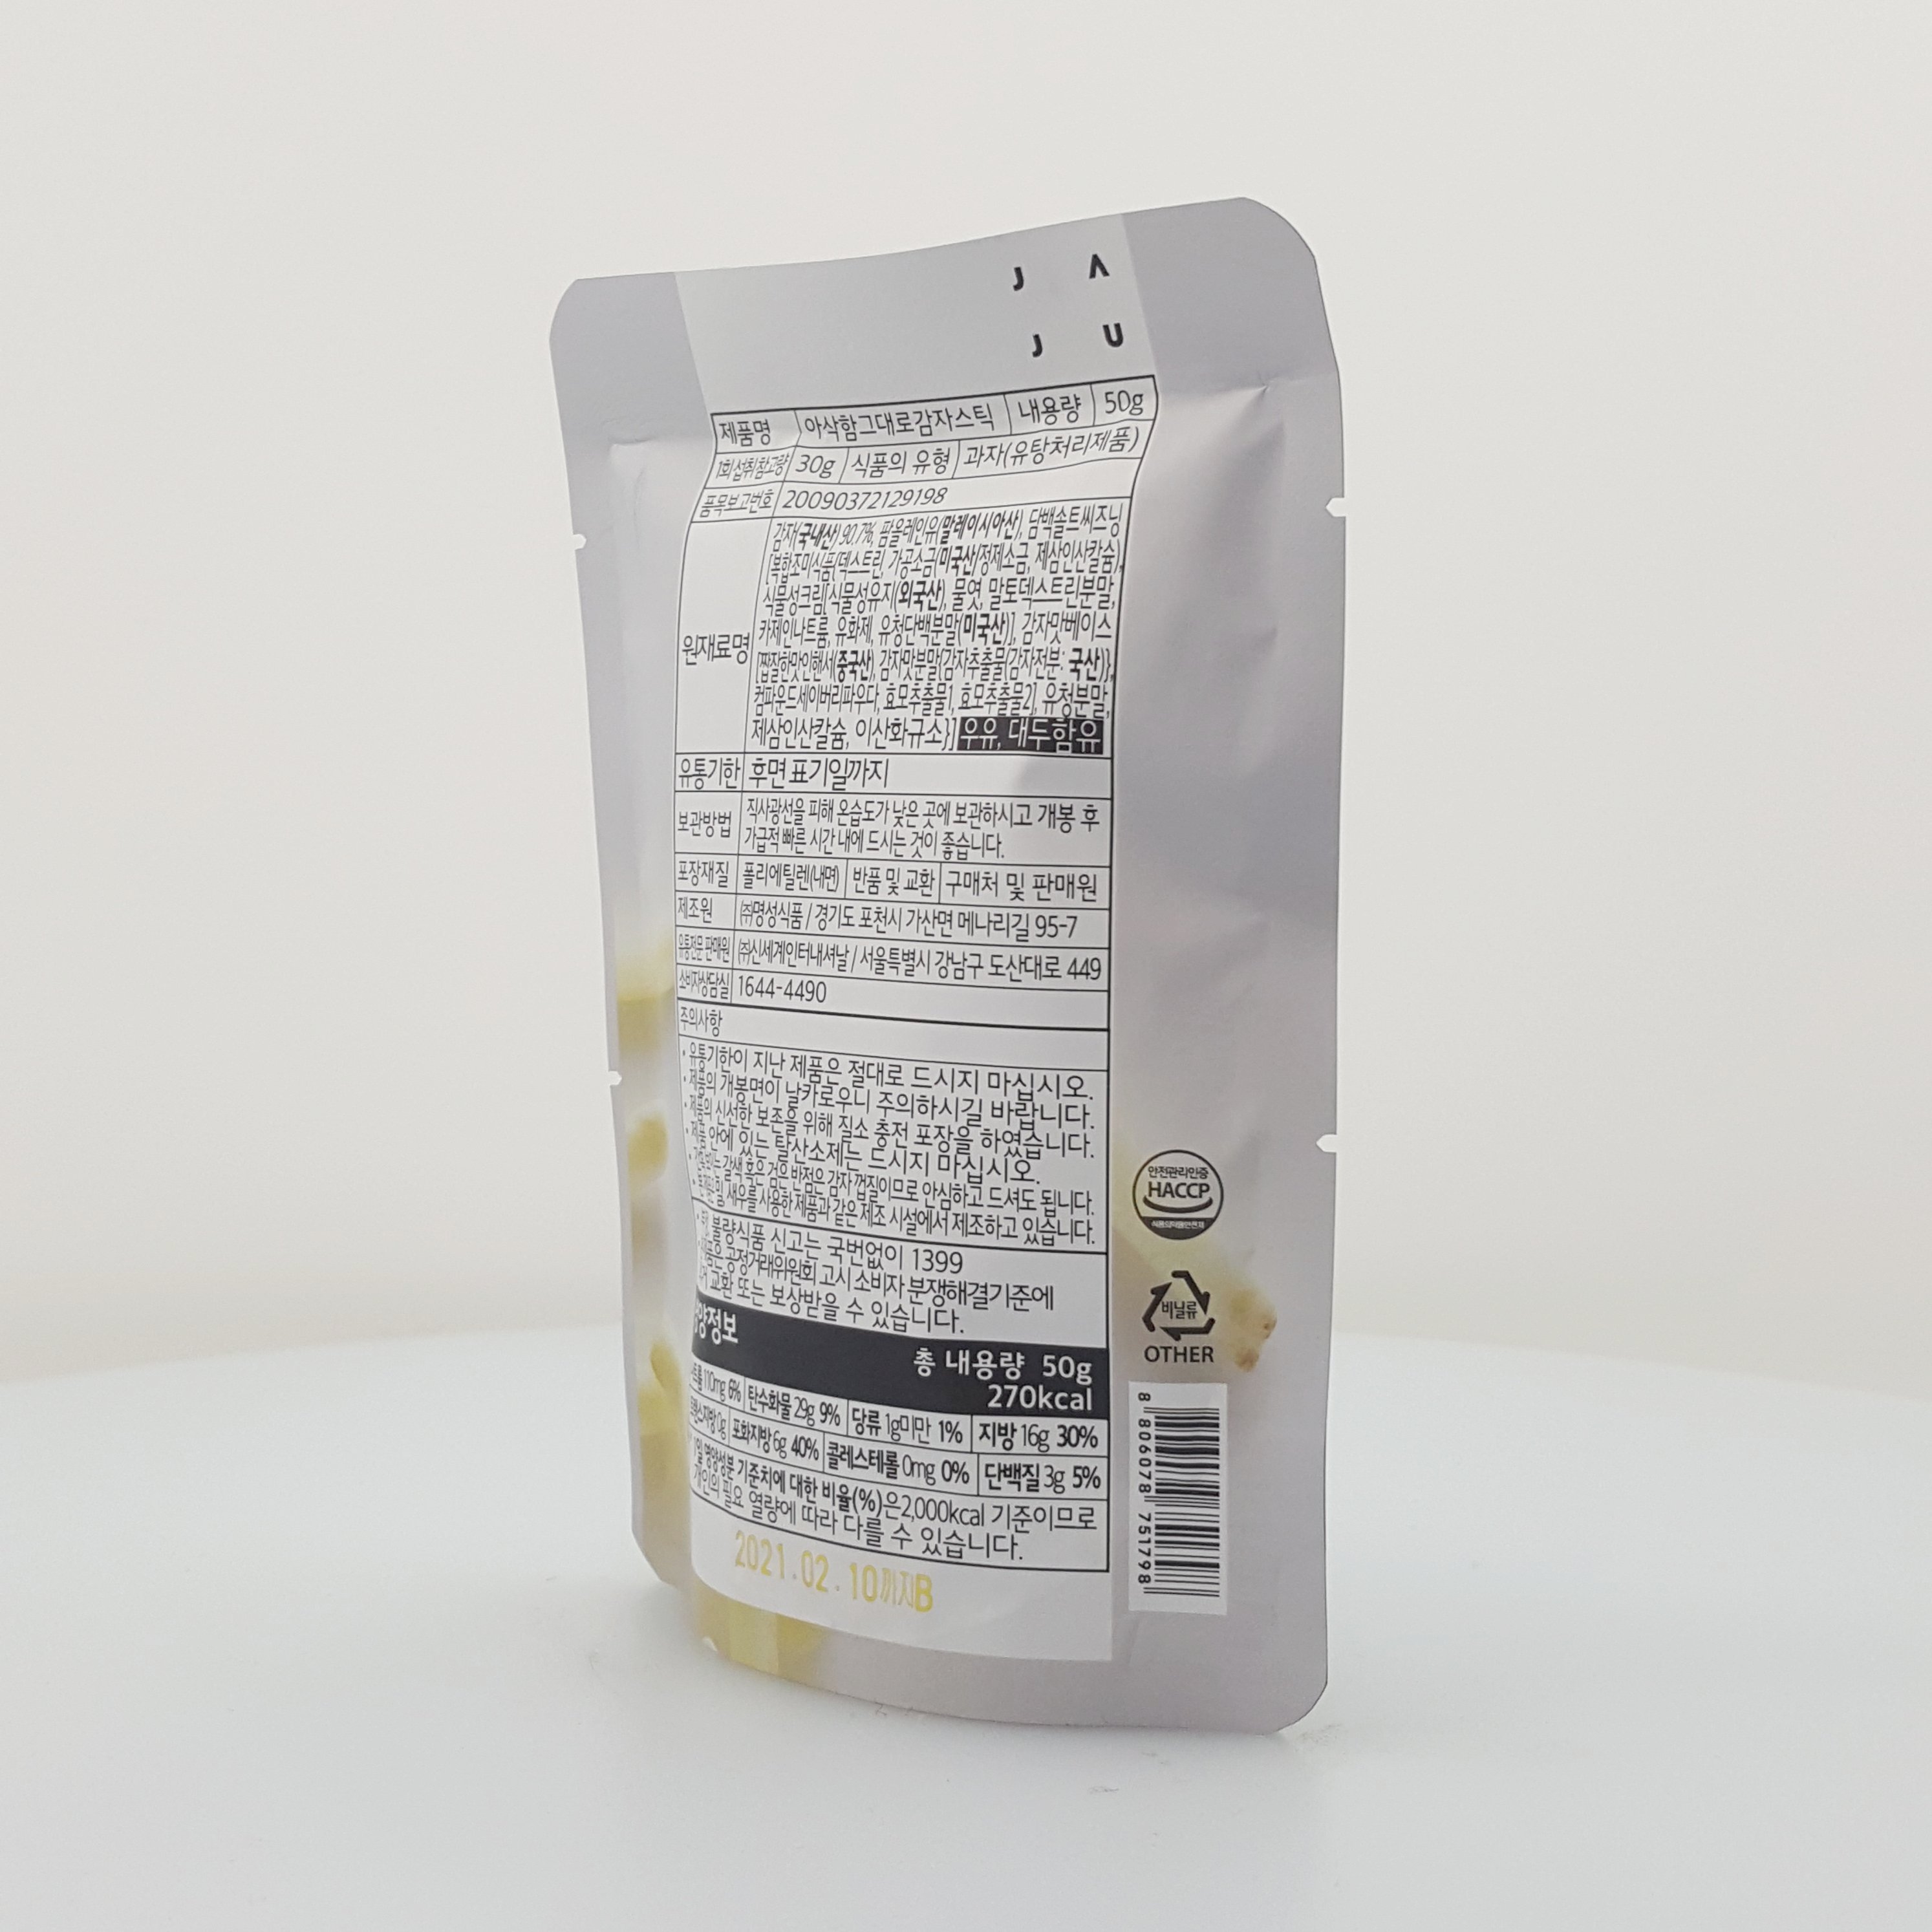 J A
J U
제품명 아삭함그대로감자스틱 내용량 50g
1회 섭취참고량 30g 식품의 유형 과자(유탕처리제품)
품목보고번호 20090372129198
원재료명
감자(국내산) 90.7%, 팜올레인유(말레이시아산), 담백솔트씨즈닝
[복합조미식품{덱스트린, 가공소금(미국산/정제소금, 제삼인산칼슘),
식물성크림[식물성유지(외국산), 물엿, 말토덱스트린분말,
카제인나트륨, 유화제, 유청단백분말(미국산)], 감자맛베이스
[짭잘한맛인핸서(중국산), 감자맛분말{감자추출물(감자전분: 국산)},
컴파운드세이버리파우다, 효모추출물1, 효모추출물2], 유청분말,
제삼인산칼슘, 이산화규소}] 우유, 대두함유
유통기한 후면 표기일까지
보관방법 직사광선을 피해 온습도가 낮은 곳에 보관하시고 개봉 후
가급적 빠른 시간 내에 드시는 것이 좋습니다.
포장재질 폴리에틸렌(내면) 반품 및 교환 구매처 및 판매원
제조원 ㈜명성식품 / 경기도 포천시 가산면 메나리길 95-7
유통전문 판매원 ㈜신세계인터내셔날 / 서울특별시 강남구 도산대로 449
소비자상담실 1644-4490
주의사항
• 유통기한이 지난 제품은 절대로 드시지 마십시오.
• 제품의 개봉면이 날카로우니 주의하시길 바랍니다.
• 제품의 신선한 보존을 위해 질소 충전 포장을 하였습니다.
• 제품 안에 있는 탈산소제는 드시지 마십시오.
• 갈색 혹은 검은 반점은 감자 껍질이므로 안심하고 드셔도 됩니다.
• 새우를 사용한 제품과 같은 제조 시설에서 제조하고 있습니다.
• 불량식품 신고는 국번없이 1399
공정거래위원회 고시 소비자 분쟁해결기준에
교환 또는 보상받을 수 있습니다.
영양정보
총 내용량 50g
270kcal
110mg 6% 탄수화물 29g 9% 당류 1g미만 1% 지방 16g 30%
트랜스지방 0g 포화지방 6g 40% 콜레스테롤 0mg 0% 단백질 3g 5%
1일 영양성분 기준치에 대한 비율(%)은 2,000kcal 기준이므로
개인의 필요 열량에 따라 다를 수 있습니다.
2021.02.10까지B
안전관리인증
HACCP
식품의약품안전처
비닐류
OTHER
8 806078 751798